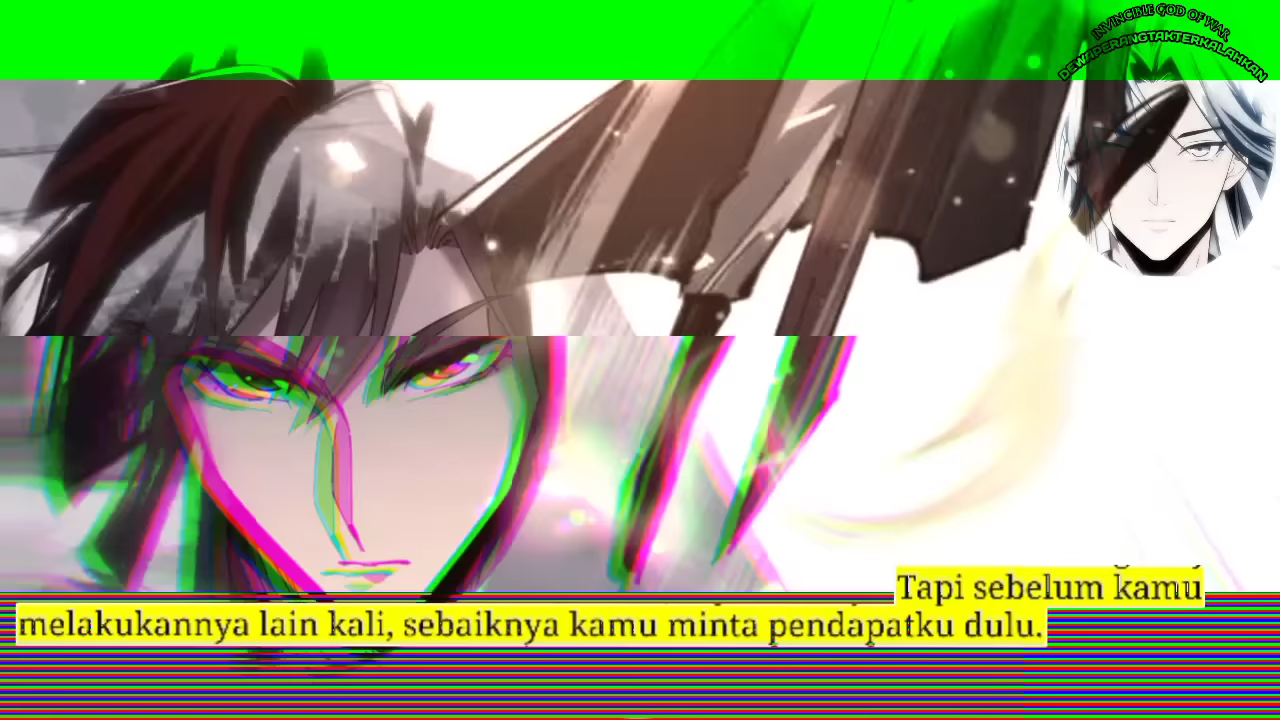 INVINCIBLE GOD OF WAR
DEWAPERANGTAKTERKALAHKAN
Tapi sebelum kamu
melakukannya lain kali, sebaiknya kamu minta pendapatku dulu.